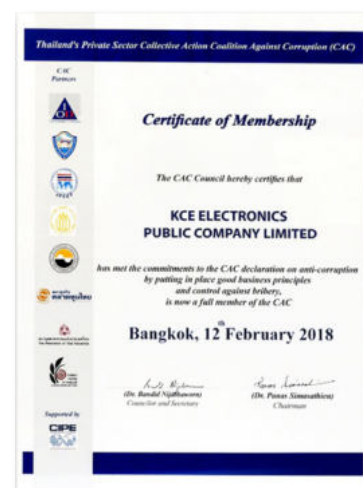 Thailand's Private Sector Collective Action Coalition Against Corruption (CAC)
CAC
Partners
Certificate of Membership
The CAC Council hereby certifies that
KCE ELECTRONICS
PUBLIC COMPANY LIMITED
has met the commitments to the CAC declaration on anti-corruption
by putting in place good business principles
and control against bribery,
is now a full member of the CAC
Bangkok, 12th February 2018
(Dr. Bandid Nijathaworn)
Councilor and Secretary
(Dr. Panas Simasathien)
Chairman
Supported by
CIPE